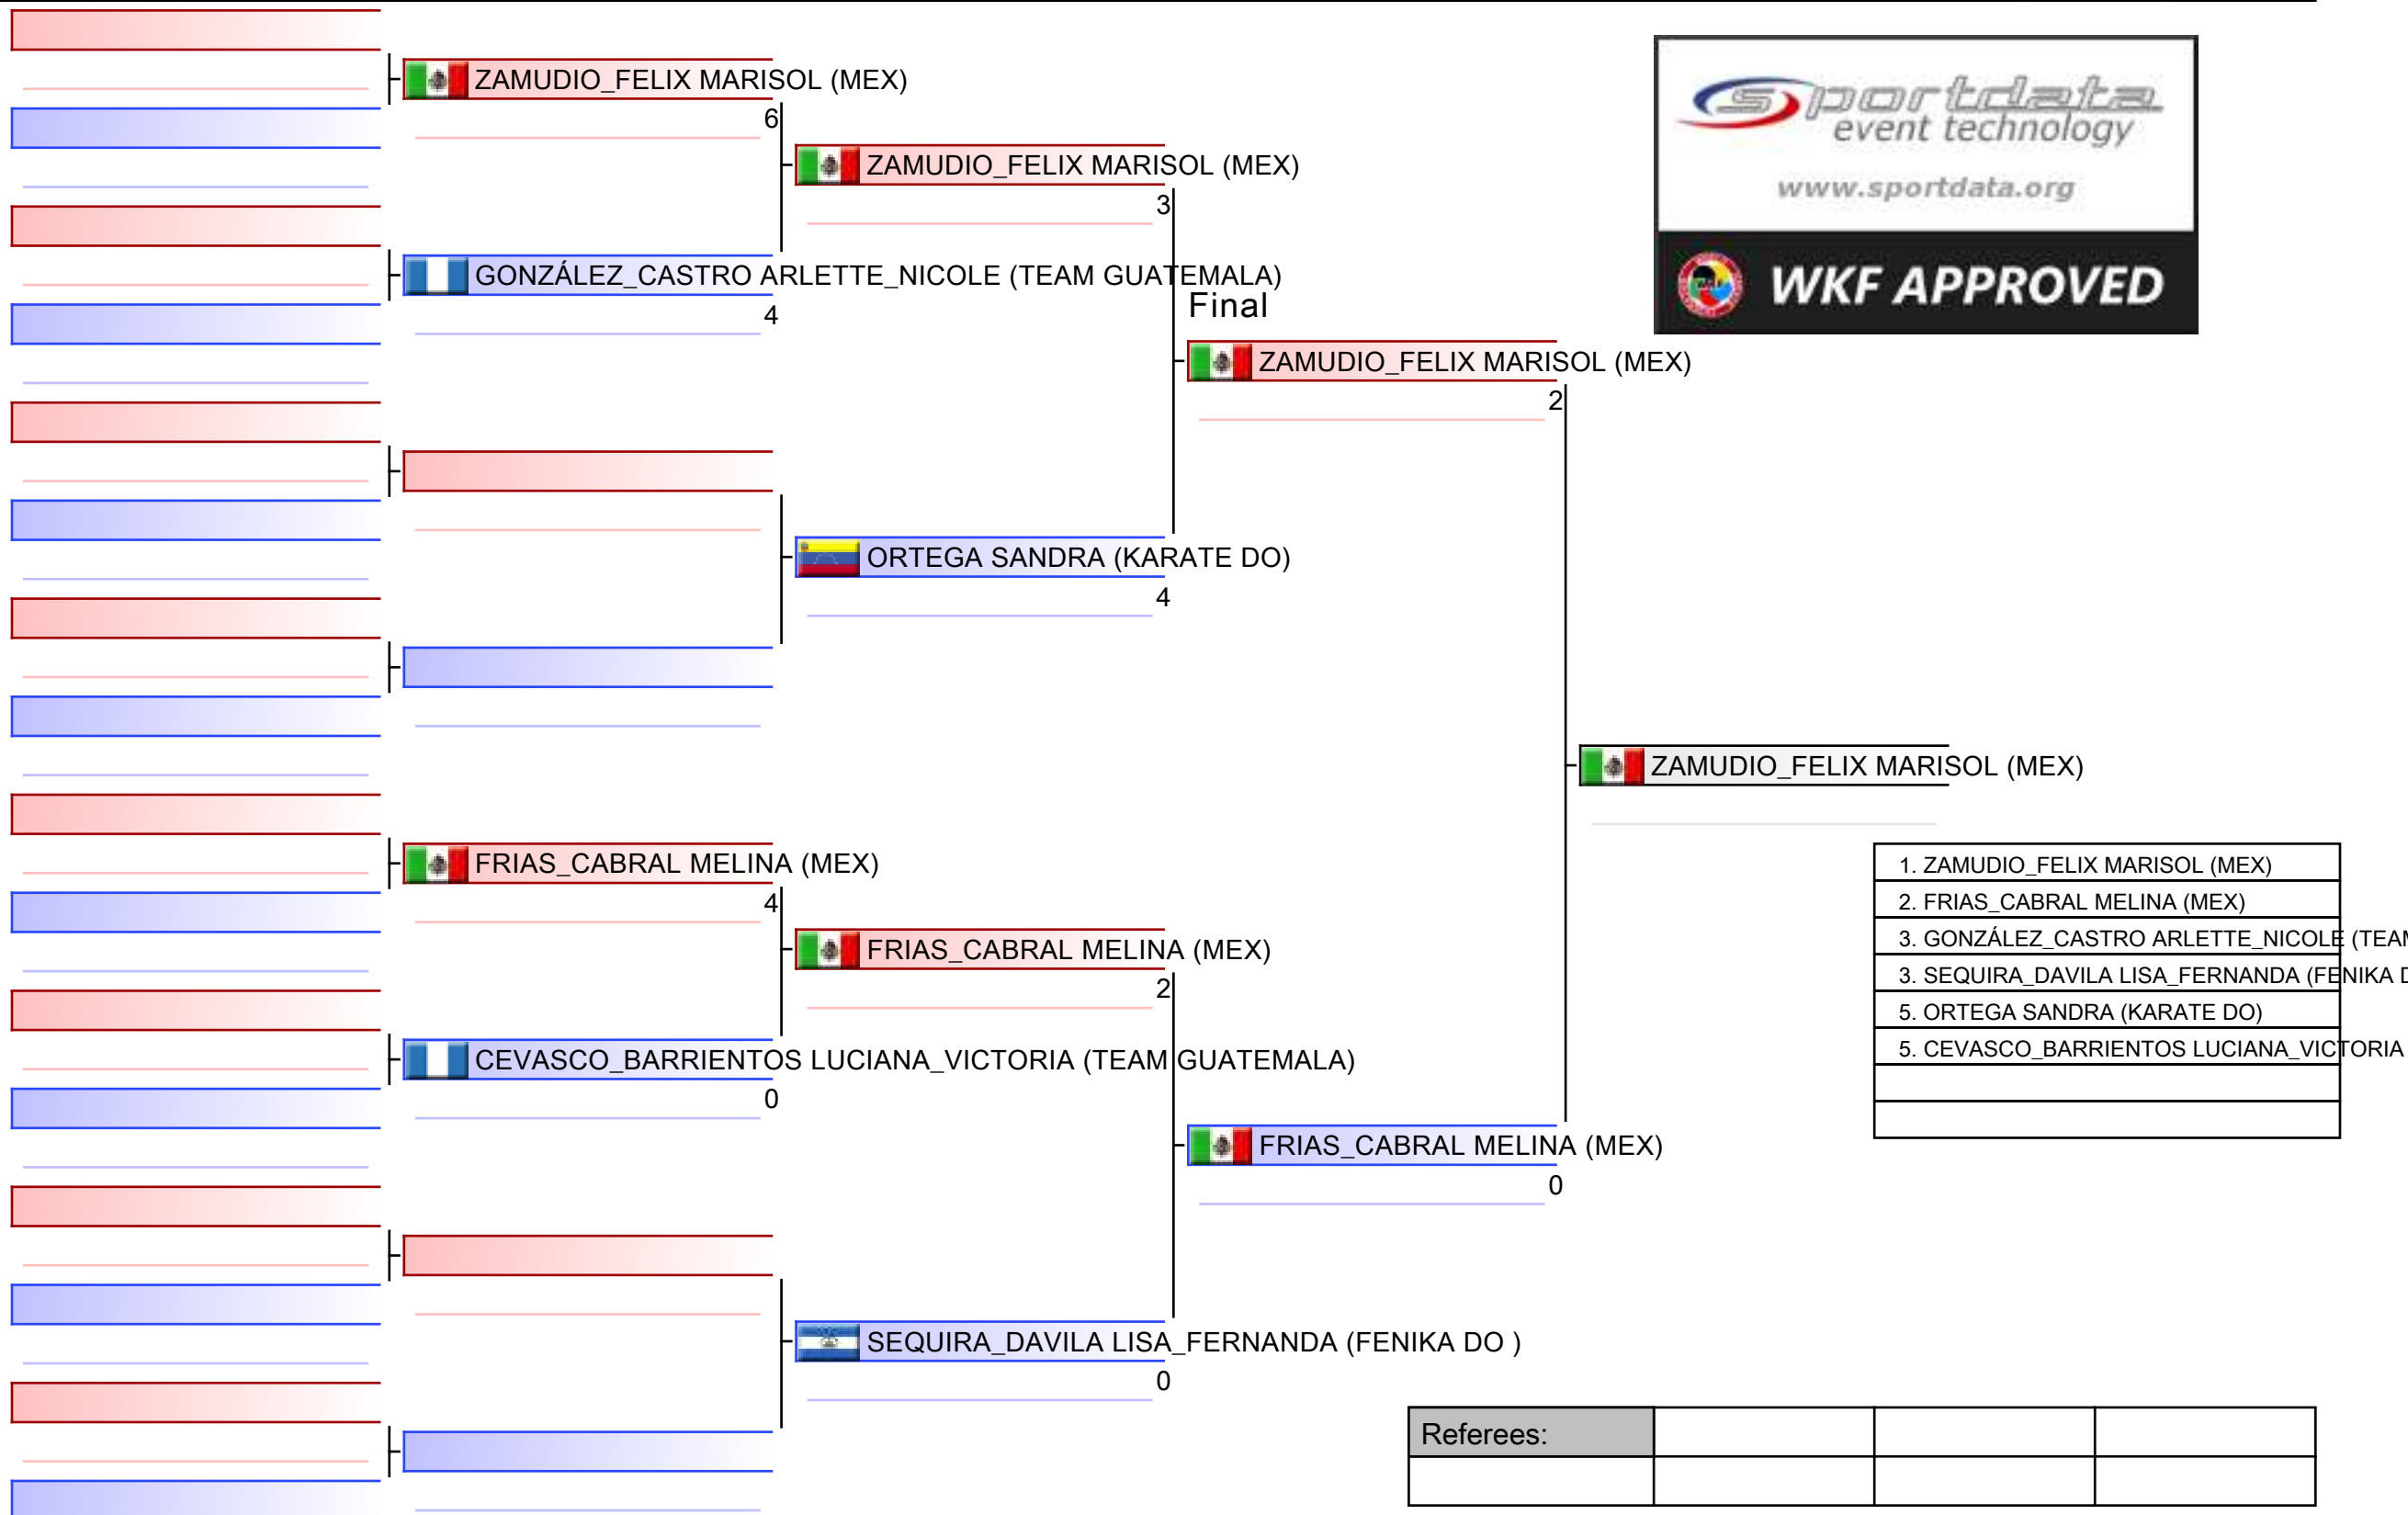 ZAMUDIO_FELIX MARISOL (MEX)
6
GONZÁLEZ_CASTRO ARLETTE_NICOLE (TEAM GUATEMALA)
4
ZAMUDIO_FELIX MARISOL (MEX)
3
ORTEGA SANDRA (KARATE DO)
4
FRIAS_CABRAL MELINA (MEX)
4
CEVASCO_BARRIENTOS LUCIANA_VICTORIA (TEAM GUATEMALA)
0
FRIAS_CABRAL MELINA (MEX)
2
SEQUIRA_DAVILA LISA_FERNANDA (FENIKA DO )
0
Final
ZAMUDIO_FELIX MARISOL (MEX)
2
FRIAS_CABRAL MELINA (MEX)
0
ZAMUDIO_FELIX MARISOL (MEX)
sportdata
event technology
www.sportdata.org
WKF APPROVED
1. ZAMUDIO_FELIX MARISOL (MEX)
2. FRIAS_CABRAL MELINA (MEX)
3. GONZÁLEZ_CASTRO ARLETTE_NICOLE (TEAM
3. SEQUIRA_DAVILA LISA_FERNANDA (FENIKA
5. ORTEGA SANDRA (KARATE DO)
5. CEVASCO_BARRIENTOS LUCIANA_VICTORIA
Referees: